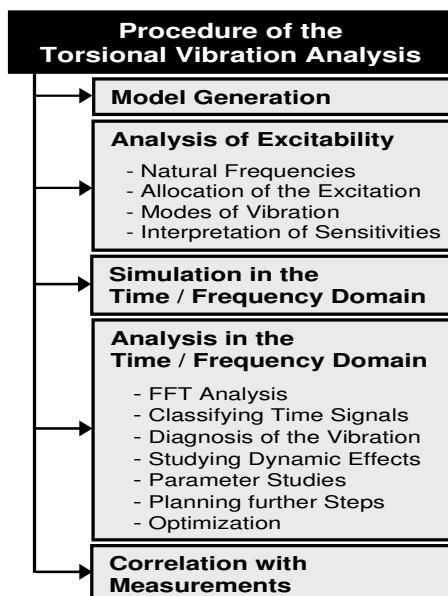 Procedure of the
Torsional Vibration Analysis
Model Generation
Analysis of Excitability
- Natural Frequencies
- Allocation of the Excitation
- Modes of Vibration
- Interpretation of Sensitivities
Simulation in the
Time / Frequency Domain
Analysis in the
Time / Frequency Domain
- FFT Analysis
- Classifying Time Signals
- Diagnosis of the Vibration
- Studying Dynamic Effects
- Parameter Studies
- Planning further Steps
- Optimization
Correlation with
Measurements